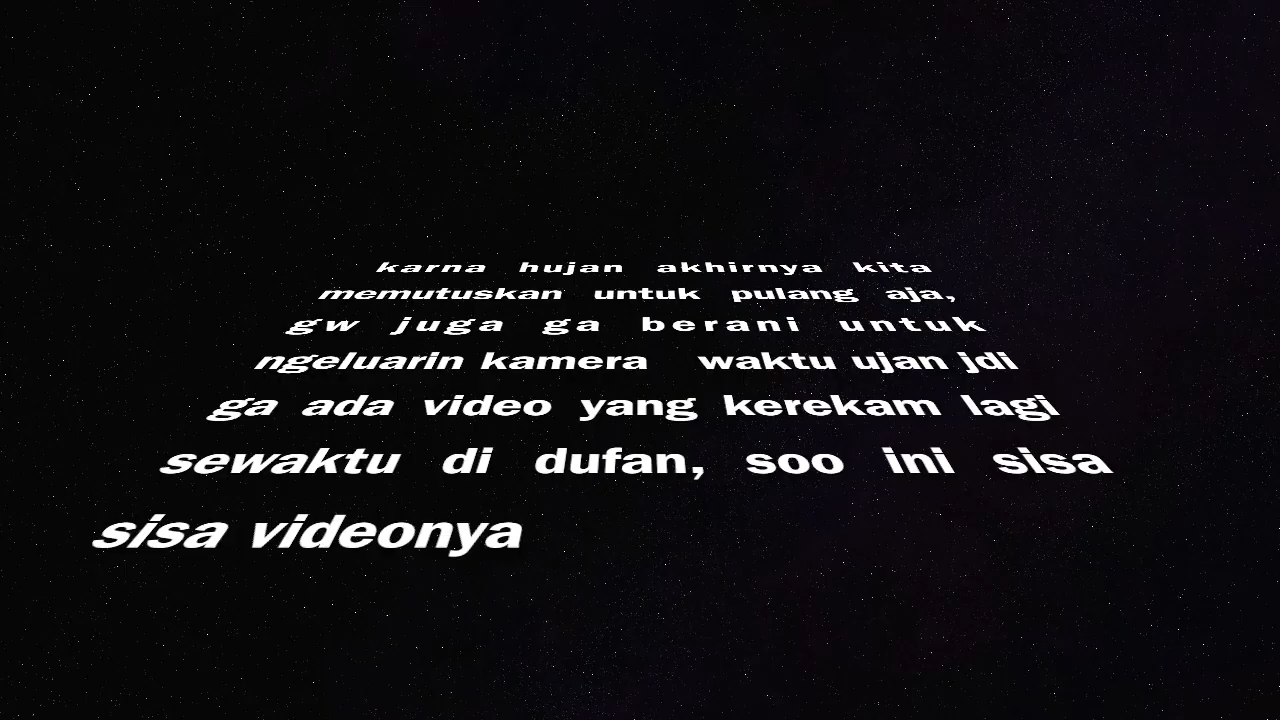 karna hujan akhirnya kita
memutuskan untuk pulang aja,
gw juga ga berani untuk
ngeluarin kamera waktu ujan jdi
ga ada video yang kerekam lagi
sewaktu di dufan, soo ini sisa
sisa videonya